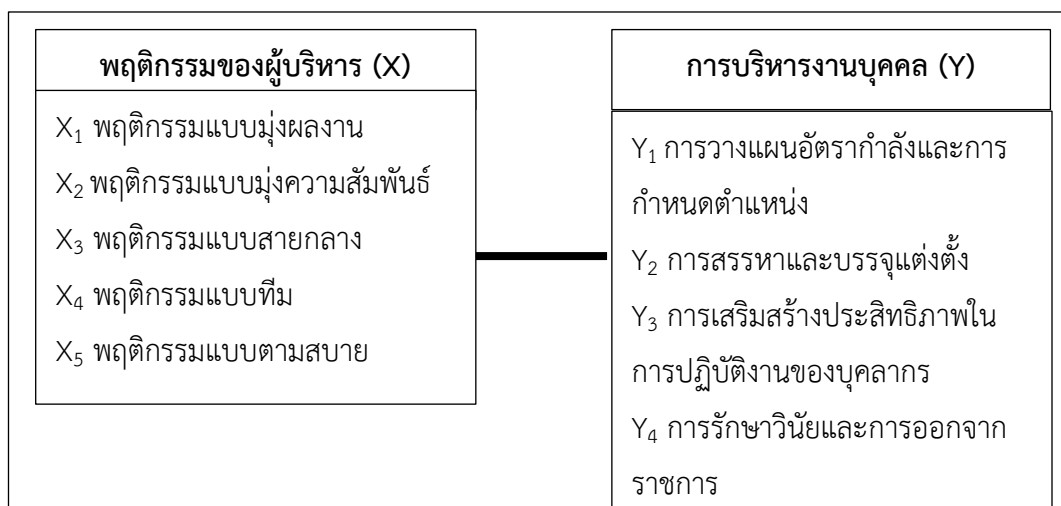 พฤติกรรมของผู้บริหาร (X)
X₁ พฤติกรรมแบบมุ่งผลงาน
X₂ พฤติกรรมแบบมุ่งความสัมพันธ์
X₃ พฤติกรรมแบบสายกลาง
X₄ พฤติกรรมแบบทีม
X₅ พฤติกรรมแบบตามสบาย
การบริหารงานบุคคล (Y)
Y₁ การวางแผนอัตรากำลังและการ
กำหนดตำแหน่ง
Y₂ การสรรหาและบรรจุแต่งตั้ง
Y₃ การเสริมสร้างประสิทธิภาพใน
การปฏิบัติงานของบุคลากร
Y₄ การรักษาวินัยและการออกจาก
ราชการ